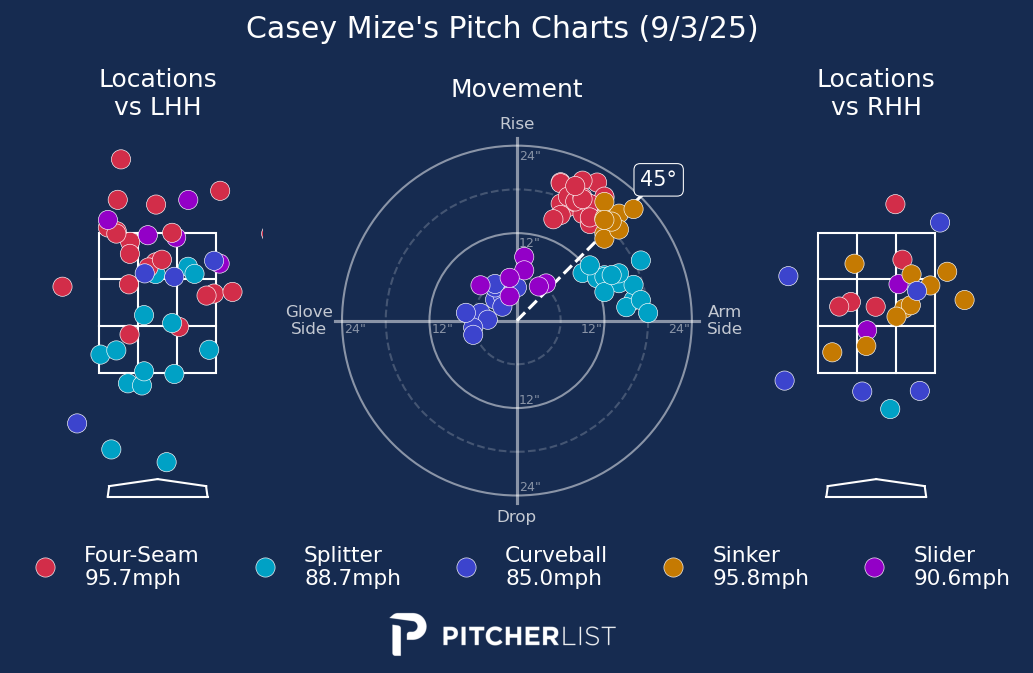 Casey Mize's Pitch Charts (9/3/25)
Locations
vs LHH
Movement
Locations
vs RHH
Rise
24"
45°
12"
Glove
Side
24"
12"
12"
24"
Arm
Side
12"
24"
Drop
Four-Seam
95.7mph
Splitter
88.7mph
Curveball
85.0mph
Sinker
95.8mph
Slider
90.6mph
PITCHERLIST